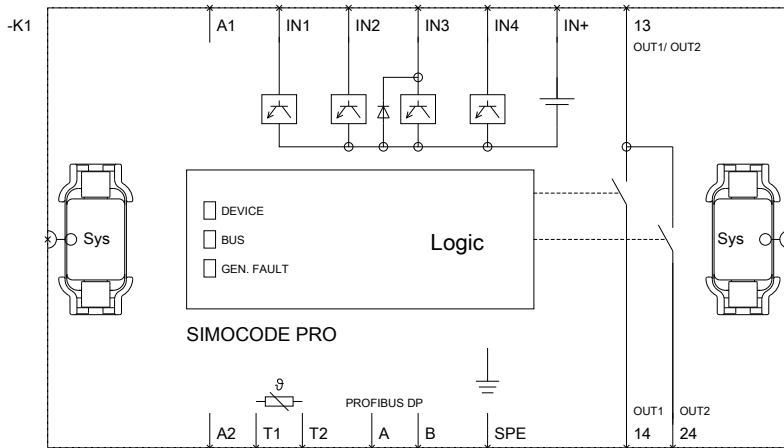 -K1
A1
IN1
IN2
IN3
IN4
IN+
13
OUT1/ OUT2
Sys
DEVICE
BUS
GEN. FAULT
Logic
Sys
SIMOCODE PRO
ϑ
PROFIBUS DP
OUT1
OUT2
A2
T1
T2
A
B
SPE
14
24